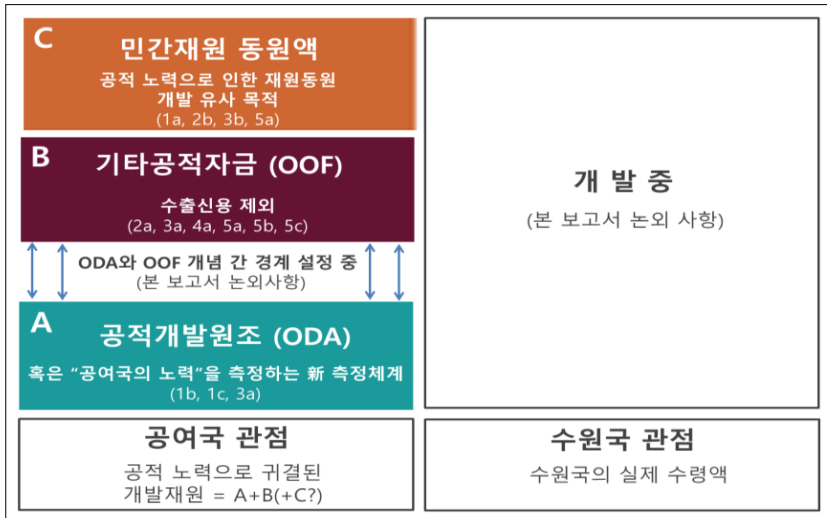 C
민간재원 동원액
공적 노력으로 인한 재원동원
개발 유사 목적
(1a, 2b, 3b, 5a)
B
기타공적자금 (OOF)
수출신용 제외
(2a, 3a, 4a, 5a, 5b, 5c)
ODA와 OOF 개념 간 경계 설정 중
(본 보고서 논외사항)
A
공적개발원조 (ODA)
혹은 “공여국의 노력”을 측정하는 新 측정체계
(1b, 1c, 3a)
공여국 관점
공적 노력으로 귀결된
개발재원 = A+B(+C?)
개 발 중
(본 보고서 논외 사항)
수원국 관점
수원국의 실제 수령액